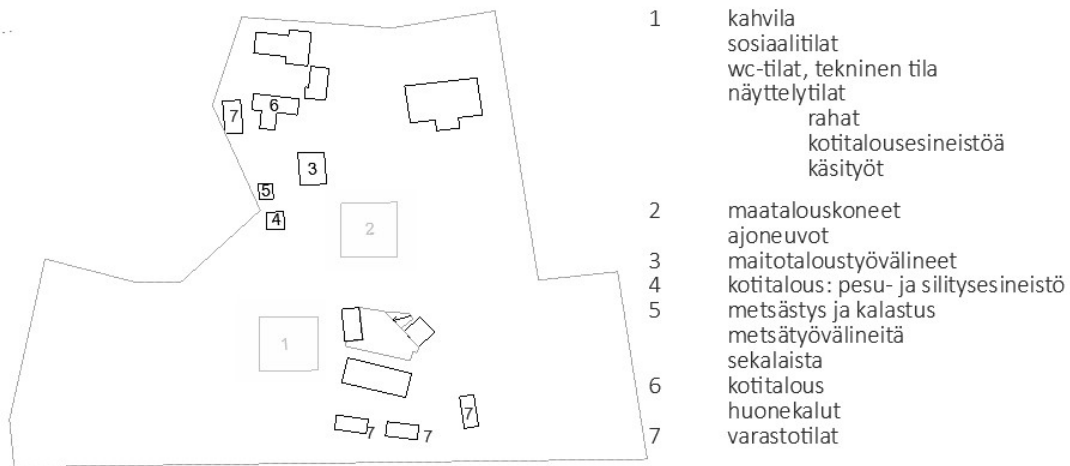 6
7
3
5
4
2
1
7
7
7
1 kahvila
sosiaalitilat
wc-tilat, tekninen tila
näyttelytilat
rahat
kotitalousesineistöä
käsityöt
2 maatalouskoneet
ajoneuvot
3 maitotaloustyövälineet
4 kotitalous: pesu- ja silitysesineistö
5 metsästys ja kalastus
metsätyövälineitä
sekalaista
6 kotitalous
huonekalut
7 varastotilat